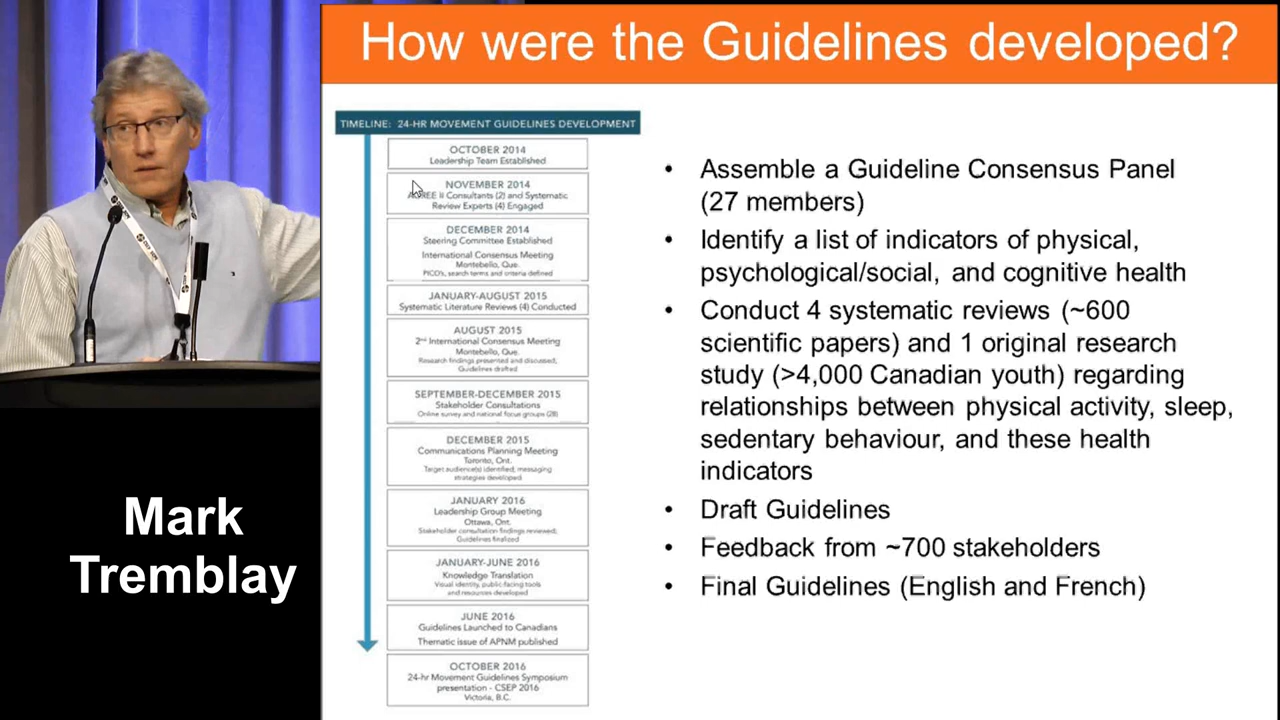 How were the Guidelines developed?
TIMELINE: 24-HR MOVEMENT GUIDELINES DEVELOPMENT
OCTOBER 2014
Leadership Team Established
NOVEMBER 2014
II Consultants (2) and Systematic
Review Experts (4) Engaged
DECEMBER 2014
Steering Committee Established
International Consensus Meeting
Montebello, Que.
PICO's, search terms and criteria defined
JANUARY-AUGUST 2015
Systematic Literature Reviews (4) Conducted
AUGUST 2015
2nd International Consensus Meeting
Montebello, Que.
Research findings presented and discussed;
Guidelines drafted
SEPTEMBER-DECEMBER 2015
Stakeholder Consultations
Online survey and national focus groups (28)
DECEMBER 2015
Communications Planning Meeting
Toronto, Ont.
Target audience(s) identified; messaging
strategies developed
JANUARY 2016
Leadership Group Meeting
Ottawa, Ont.
Stakeholder consultation findings reviewed;
Guidelines finalized
JANUARY-JUNE 2016
Knowledge Translation
Visual identity, public-facing tools
and resources developed
JUNE 2016
Guidelines Launched to Canadians
Thematic issue of APNM published
OCTOBER 2016
24-hr Movement Guidelines Symposium
presentation - CSEP 2016
Victoria, B.C.
• Assemble a Guideline Consensus Panel
(27 members)
• Identify a list of indicators of physical,
psychological/social, and cognitive health
• Conduct 4 systematic reviews (~600
scientific papers) and 1 original research
study (>4,000 Canadian youth) regarding
relationships between physical activity, sleep,
sedentary behaviour, and these health
indicators
• Draft Guidelines
• Feedback from ~700 stakeholders
• Final Guidelines (English and French)
Mark
Tremblay